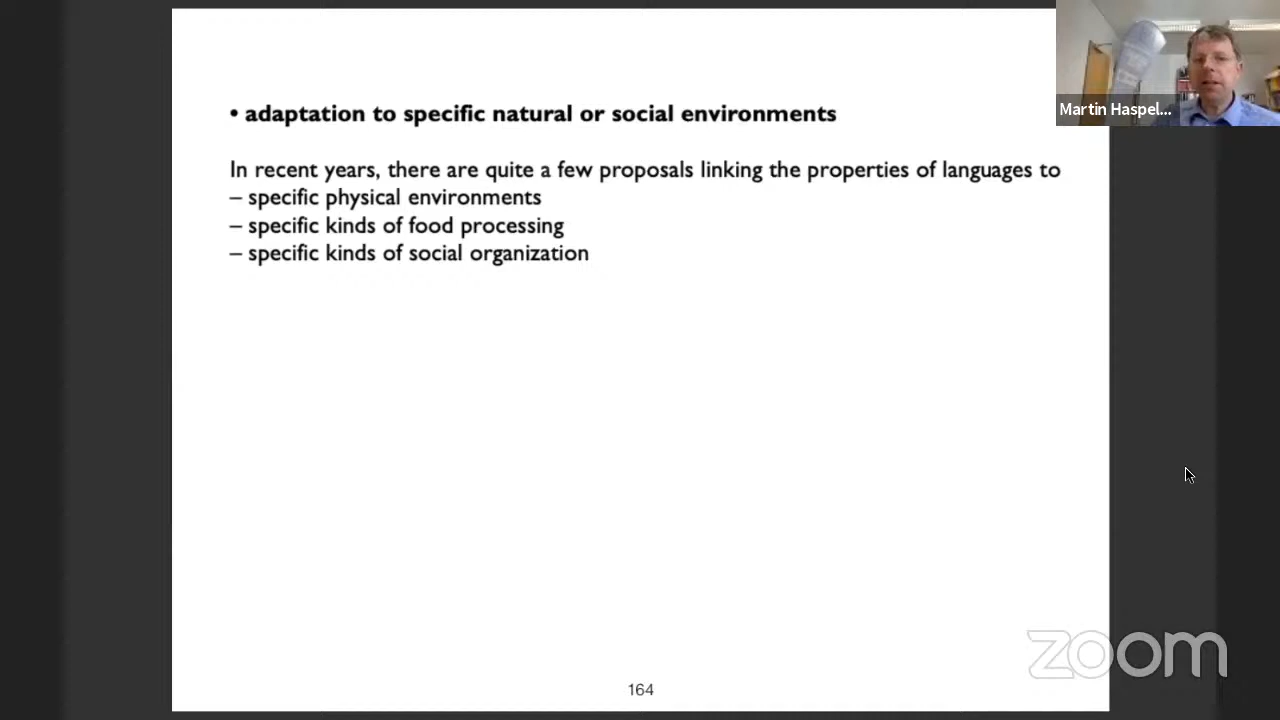 • adaptation to specific natural or social environments
Martin Haspel...
In recent years, there are quite a few proposals linking the properties of languages to
– specific physical environments
– specific kinds of food processing
– specific kinds of social organization
zoom
164